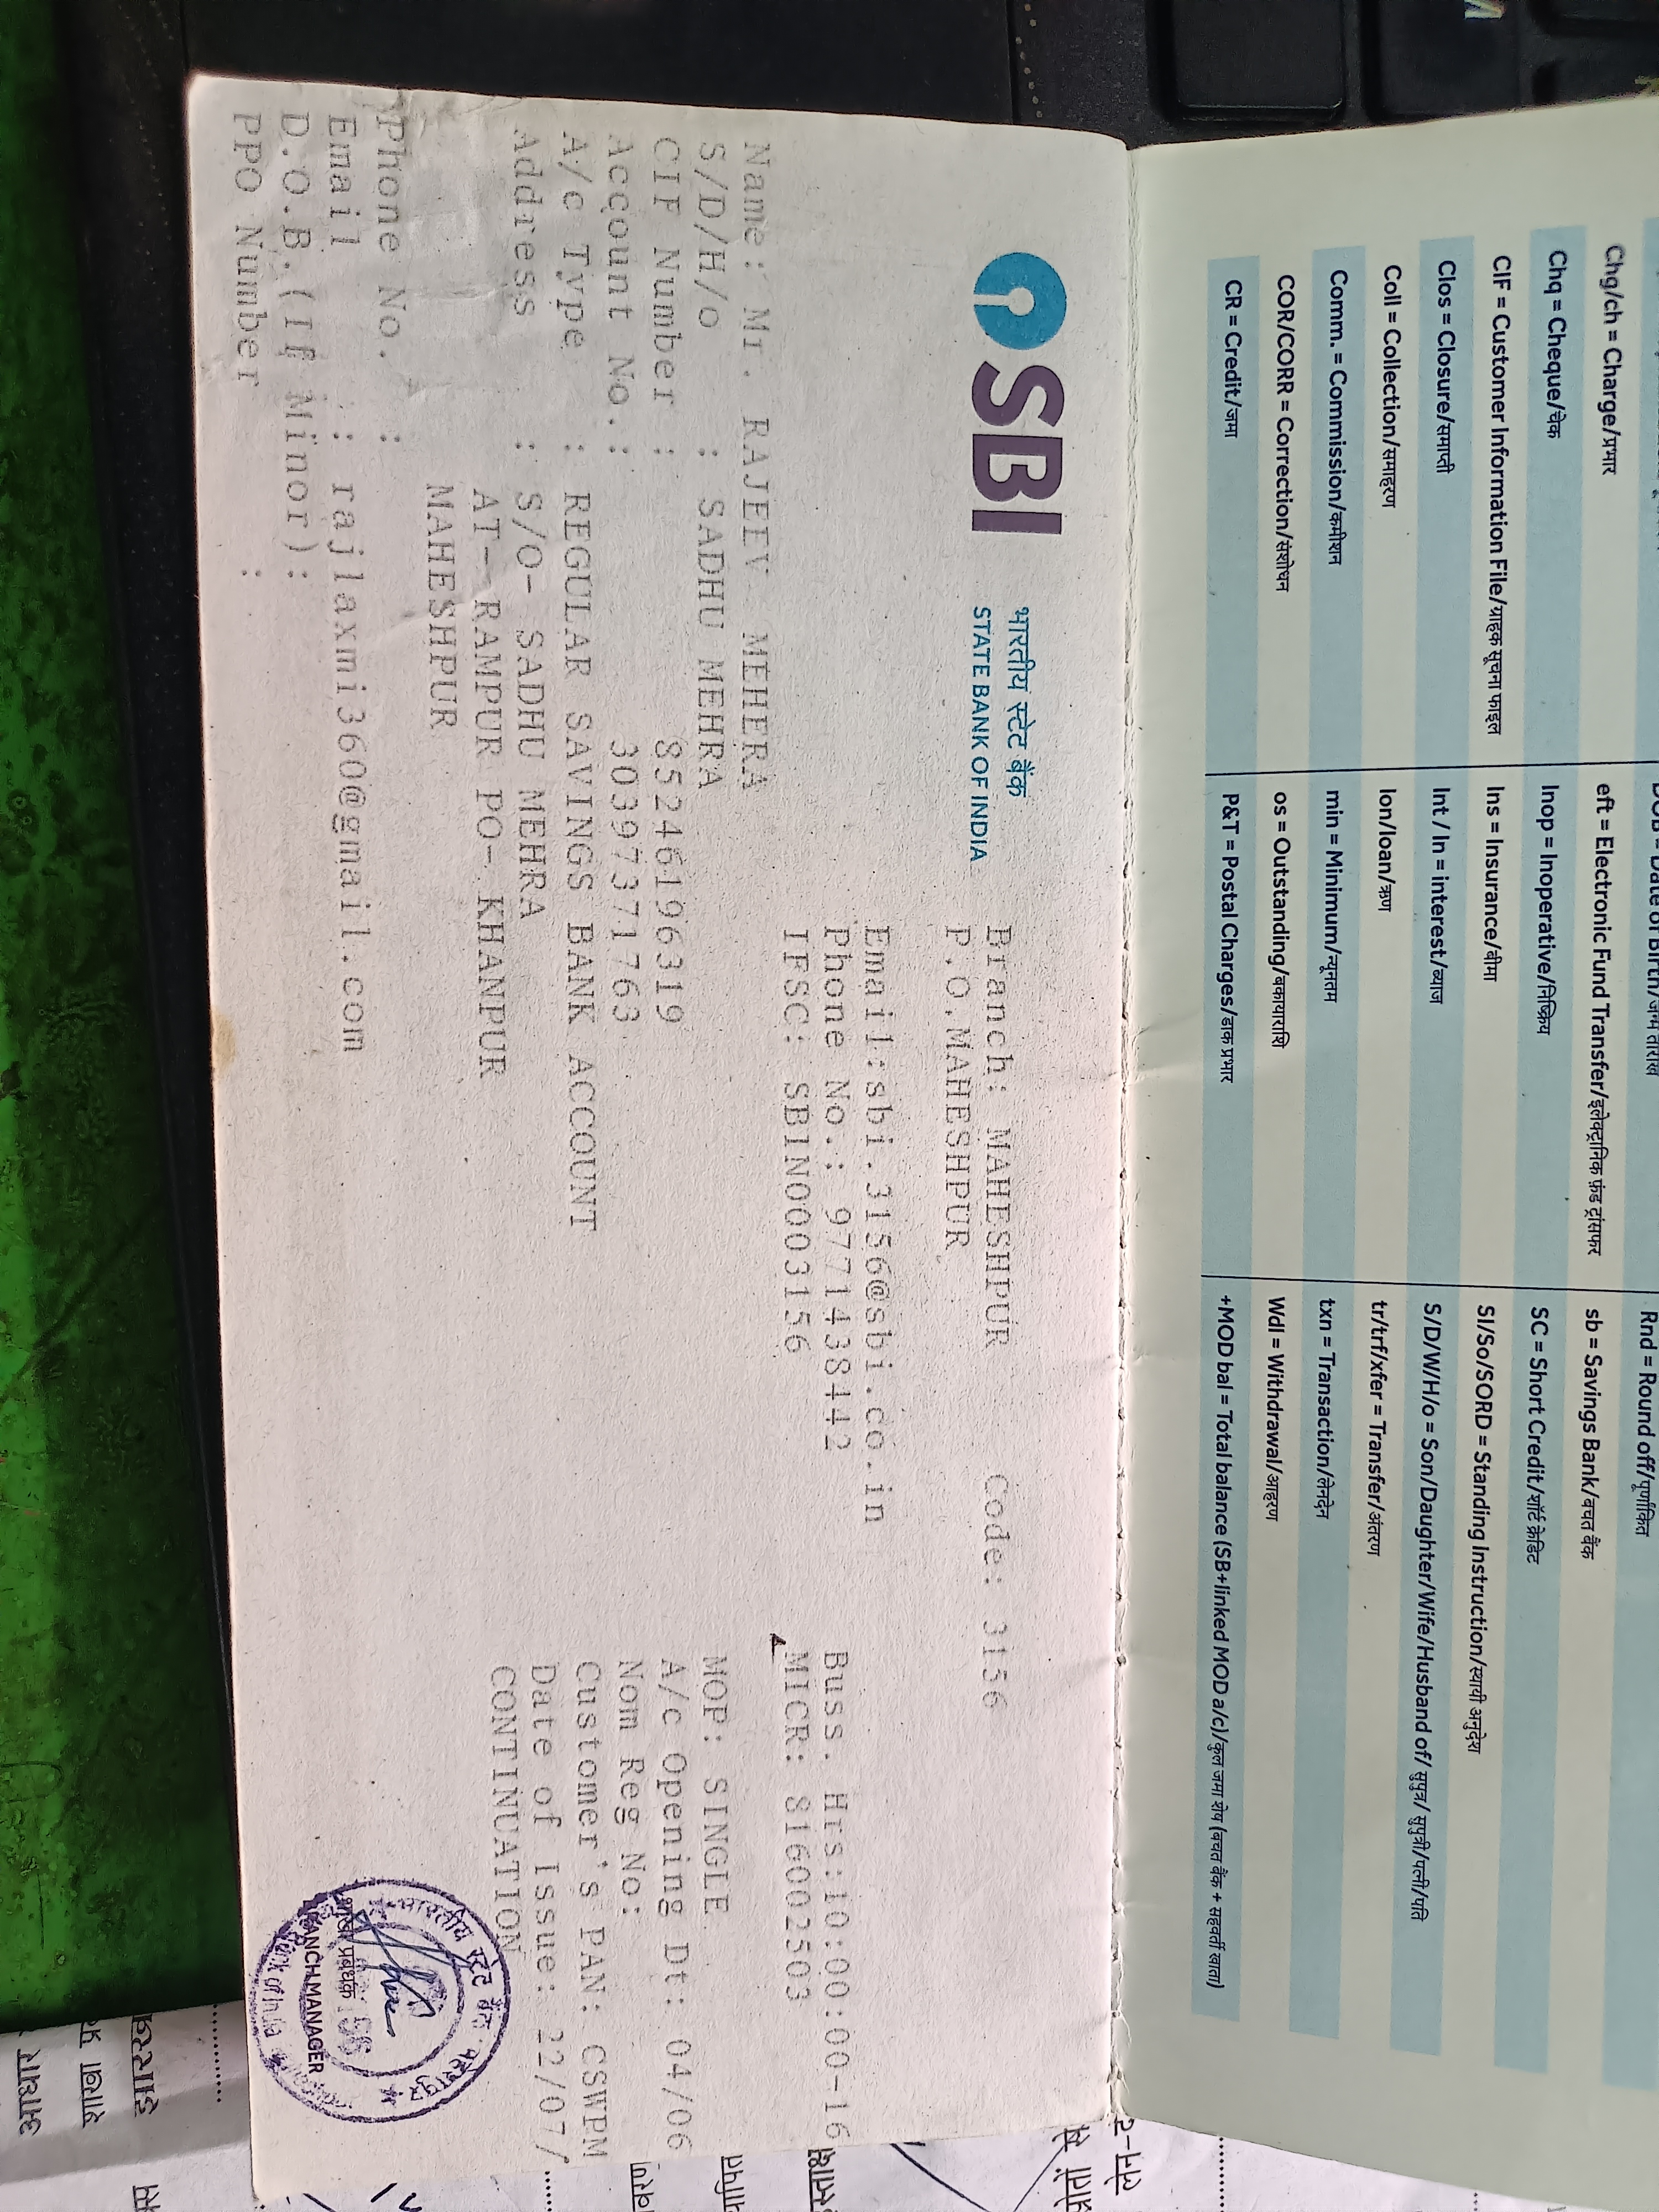 Chg/ch = Charge/प्रभार
Chq = Cheque/चेक
CIF = Customer Information File/ग्राहक सूचना फाइल
Clos = Closure/समाप्ती
Coll = Collection/समाहरण
Comm. = Commission/कमीशन
COR/CORR = Correction/संशोधन
CR = Credit/जमा
eft = Electronic Fund Transfer/इलेक्ट्रानिक फ़ंड ट्रांसफर
Inop = Inoperative/निष्क्रिय
Ins = Insurance/बीमा
Int / In = interest/ब्याज
lon/loan/ऋण
min = Minimum/न्यूनतम
os = Outstanding/बकायाराशि
P&T = Postal Charges/डाक प्रभार
Rnd = Round off/पूर्णांकित
sb = Savings Bank/बचत बैंक
SC = Short Credit/शॉर्ट क्रेडिट
SI/So/SORD = Standing Instruction/स्थायी अनुदेश
S/D/W/H/o = Son/Daughter/Wife/Husband of/ सुपुत्र/ सुपुत्री/पत्नी/पति
tr/trf/xfer = Transfer/अंतरण
txn = Transaction/लेनदेन
Wdl = Withdrawal/आहरण
+MOD bal = Total balance (SB+linked MOD a/c)/कुल जमा शेष (बचत बैंक + सहवर्ती खाता)
SBI
भारतीय स्टेट बैंक
STATE BANK OF INDIA
Branch: MAHESHPUR Code: 3156
P.O.MAHESHPUR
Email:sbi.3156@sbi.co.in
Phone No.: 9771438442 Buss. Hrs:10:00:00-16
IFSC: SBIN0003156 MICR: 816002503
Name: Mr. RAJEEV MEHERA
S/D/H/o : SADHU MEHRA MOP: SINGLE
CIF Number : 85246196319 A/c Opening Dt: 04/06
Account No.: 30397371763 Nom Reg No:
A/c Type : REGULAR SAVINGS BANK ACCOUNT Customer's PAN: CSWPM
Address : S/O- SADHU MEHRA Date of Issue: 22/07/
AT- RAMPUR PO- KHANPUR CONTINUATION
MAHESHPUR
Phone No. :
Email : rajlaxmi360@gmail.com
D.O.B.(If Minor):
PPO Number :
भारतीय स्टेट बैंक
शाखा प्रबंधक
BRANCH MANAGER
आधार
शाखा